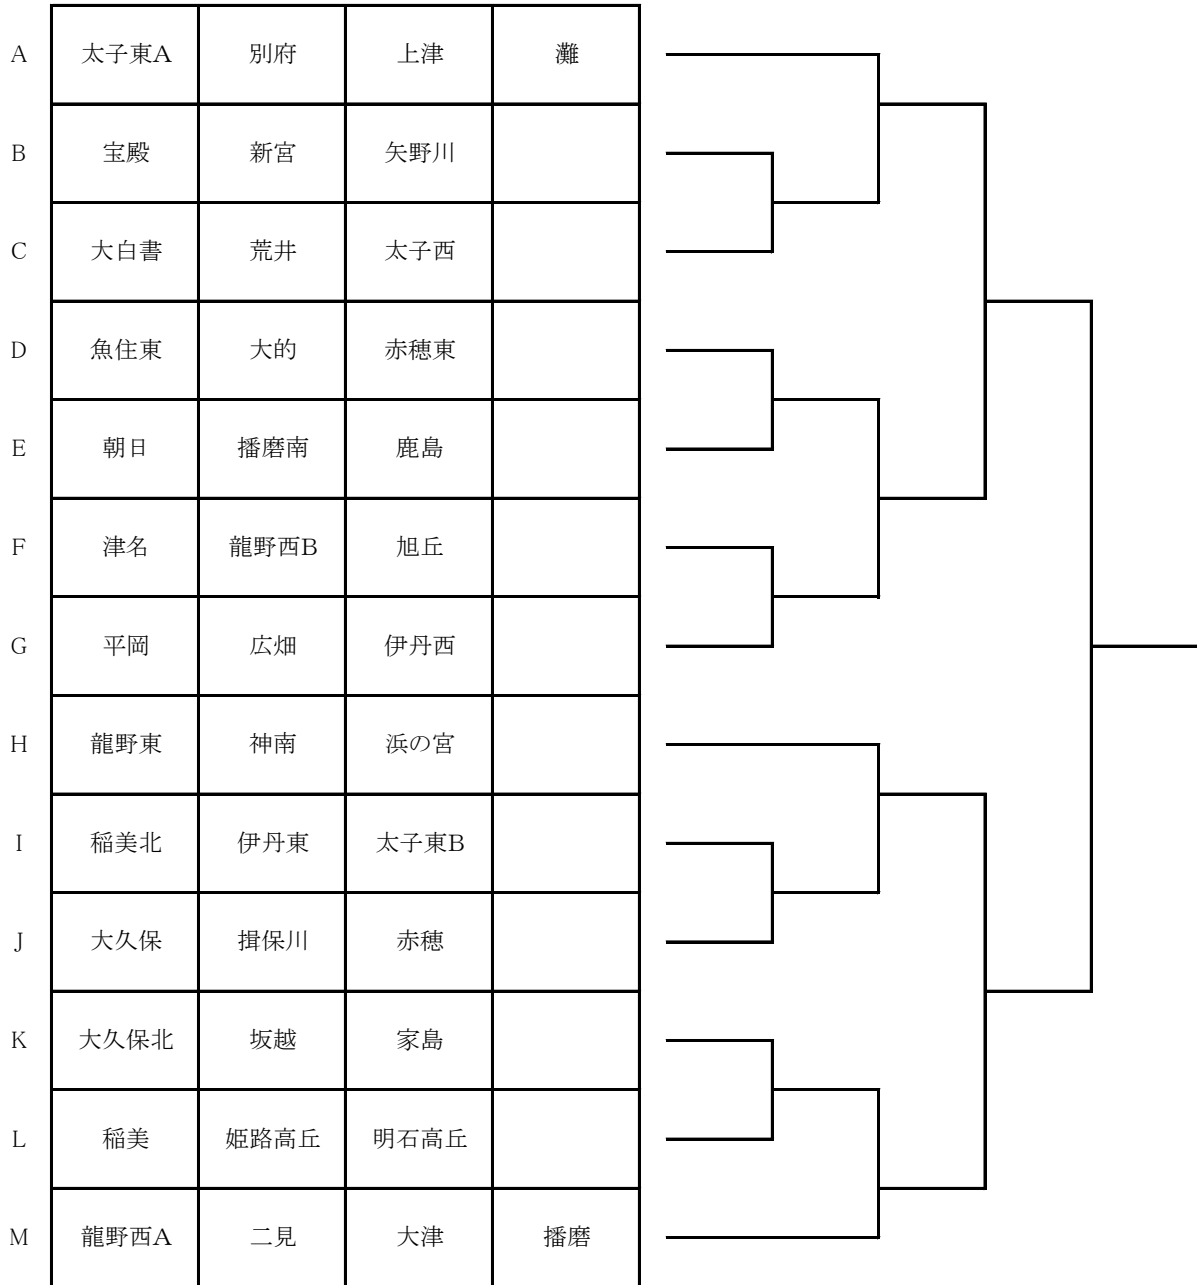 A 太子東A 別府 上津 灘
B 宝殿 新宮 矢野川
C 大白書 荒井 太子西
D 魚住東 大的 赤穂東
E 朝日 播磨南 鹿島
F 津名 龍野西B 旭丘
G 平岡 広畑 伊丹西
H 龍野東 神南 浜の宮
I 稲美北 伊丹東 太子東B
J 大久保 揖保川 赤穂
K 大久保北 坂越 家島
L 稲美 姫路高丘 明石高丘
M 龍野西A 二見 大津 播磨